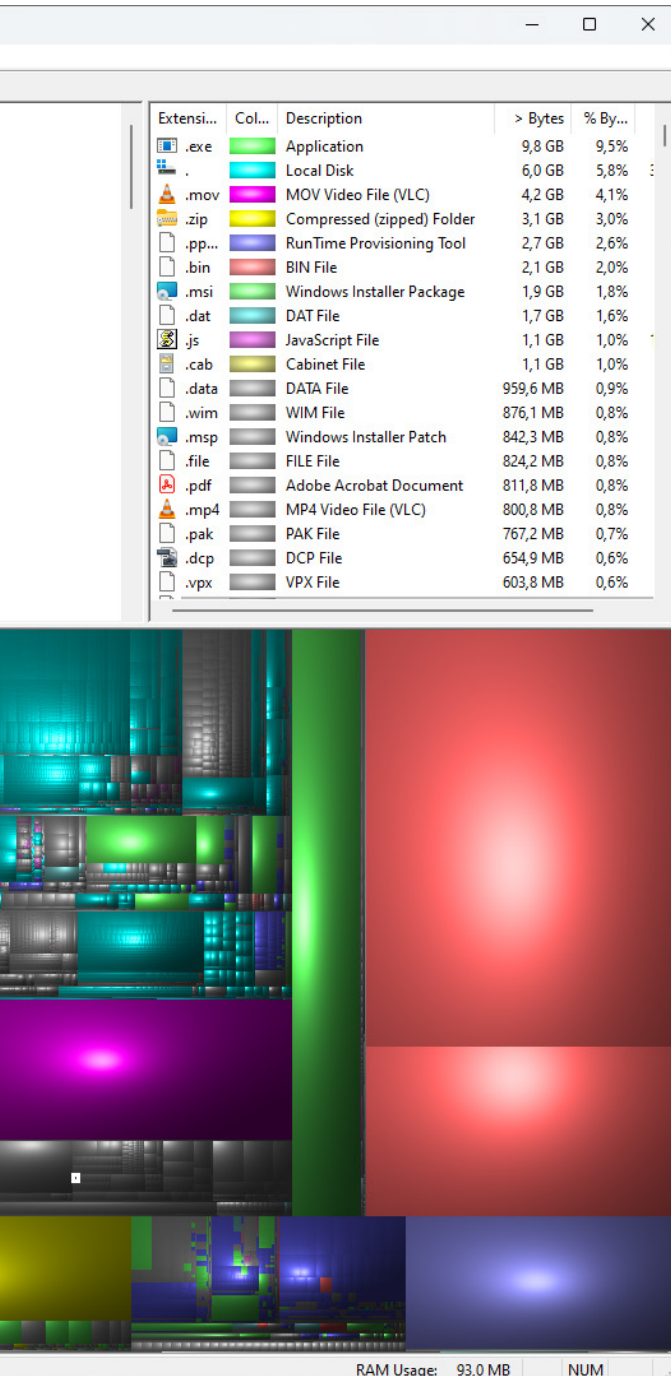 Extensi... Col... Description > Bytes % By...
.exe Application 9,8 GB 9,5%
. Local Disk 6,0 GB 5,8%
.mov MOV Video File (VLC) 4,2 GB 4,1%
.zip Compressed (zipped) Folder 3,1 GB 3,0%
.pp... RunTime Provisioning Tool 2,7 GB 2,6%
.bin BIN File 2,1 GB 2,0%
.msi Windows Installer Package 1,9 GB 1,8%
.dat DAT File 1,7 GB 1,6%
.js JavaScript File 1,1 GB 1,0%
.cab Cabinet File 1,1 GB 1,0%
.data DATA File 959,6 MB 0,9%
.wim WIM File 876,1 MB 0,8%
.msp Windows Installer Patch 842,3 MB 0,8%
.file FILE File 824,2 MB 0,8%
.pdf Adobe Acrobat Document 811,8 MB 0,8%
.mp4 MP4 Video File (VLC) 800,8 MB 0,8%
.pak PAK File 767,2 MB 0,7%
.dcp DCP File 654,9 MB 0,6%
.vpx VPX File 603,8 MB 0,6%
RAM Usage: 93.0 MB NUM